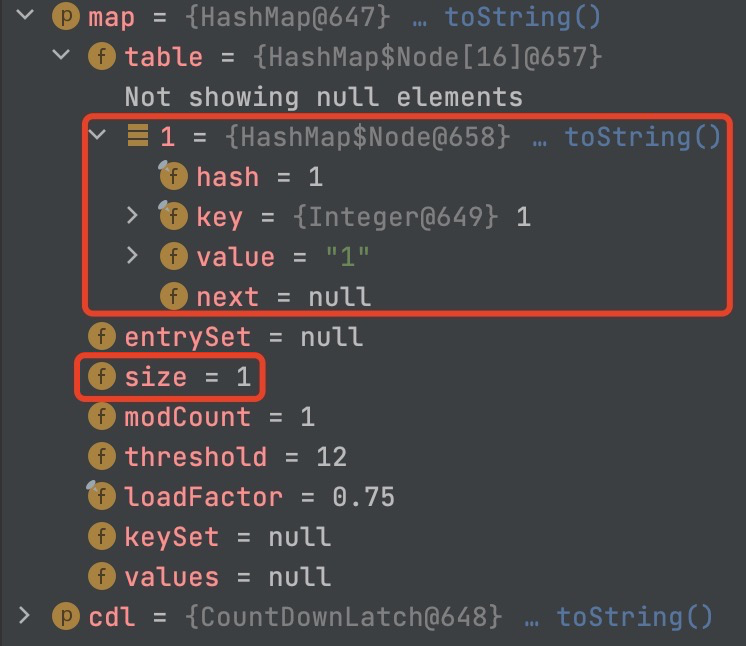 p map = {HashMap@647} … toString()
f table = {HashMap$Node[16]@657}
Not showing null elements
1 = {HashMap$Node@658} … toString()
f hash = 1
f key = {Integer@649} 1
f value = "1"
f next = null
f entrySet = null
f size = 1
f modCount = 1
f threshold = 12
f loadFactor = 0.75
f keySet = null
f values = null
p cdl = {CountDownLatch@648} … toString()